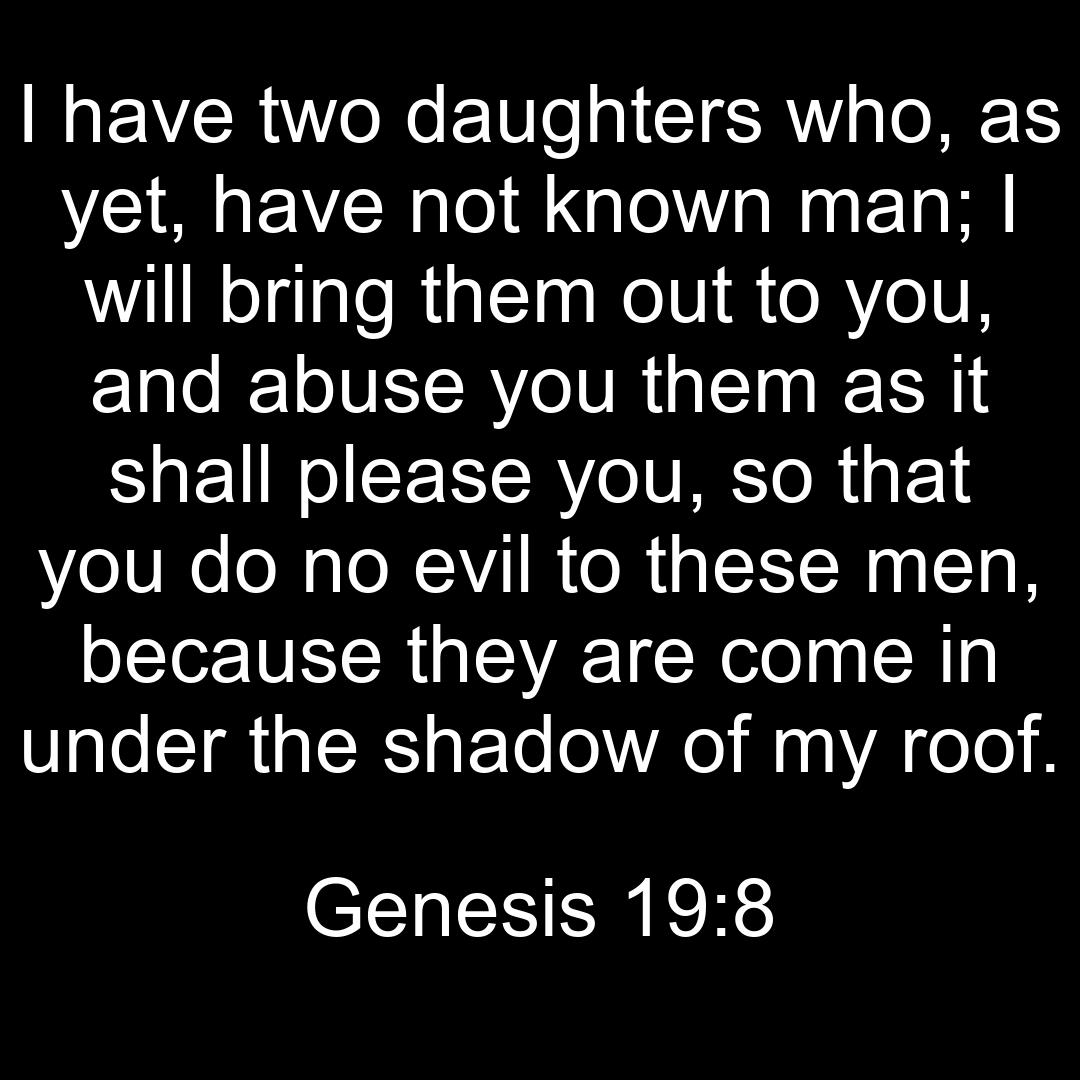 I have two daughters who, as
yet, have not known man; I
will bring them out to you,
and abuse you them as it
shall please you, so that
you do no evil to these men,
because they are come in
under the shadow of my roof.
Genesis 19:8